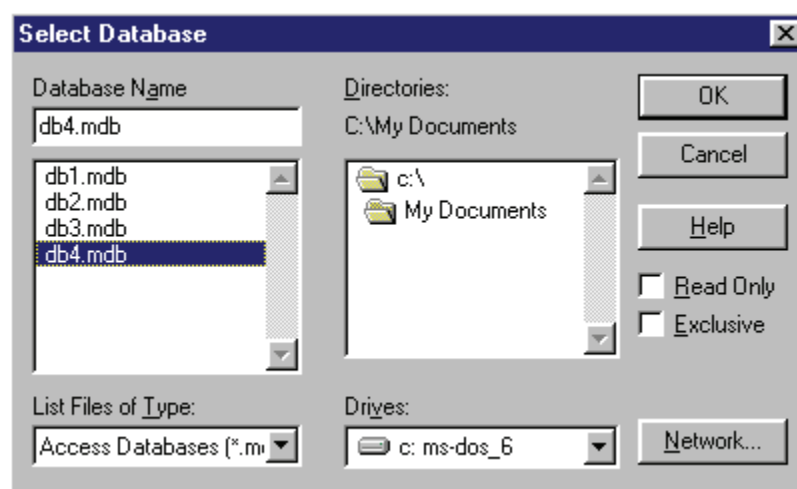 Select Database
Database Name
db4.mdb
db1.mdb
db2.mdb
db3.mdb
db4.mdb
List Files of Type:
Access Databases (*.m
Directories:
C:\My Documents
c:\
My Documents
Drives:
c: ms-dos_6
OK
Cancel
Help
Read Only
Exclusive
Network...